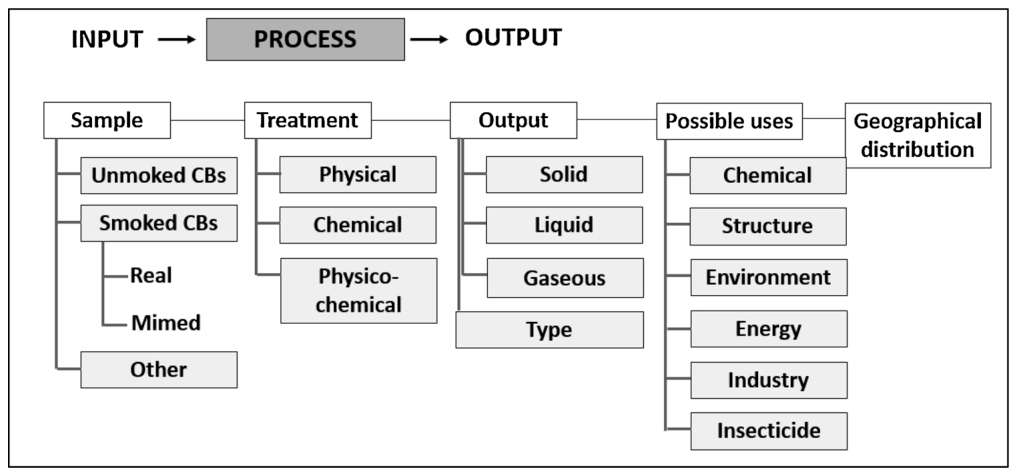 INPUT PROCESS OUTPUT
Sample
Unmoked CBs
Smoked CBs
Real
Mimed
Other
Treatment
Physical
Chemical
Physico-
chemical
Output
Solid
Liquid
Gaseous
Type
Possible uses
Chemical
Structure
Environment
Energy
Industry
Insecticide
Geographical
distribution